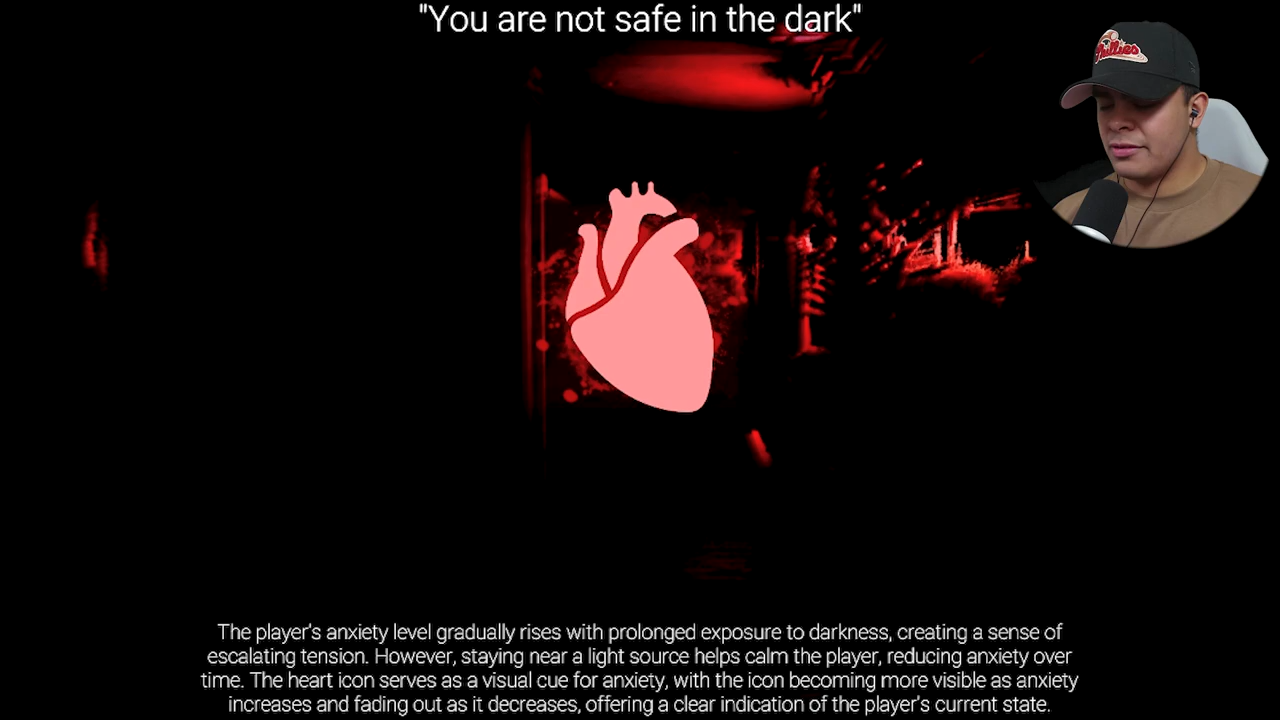 "You are not safe in the dark"
Phillies
The player's anxiety level gradually rises with prolonged exposure to darkness, creating a sense of
escalating tension. However, staying near a light source helps calm the player, reducing anxiety over
time. The heart icon serves as a visual cue for anxiety, with the icon becoming more visible as anxiety
increases and fading out as it decreases, offering a clear indication of the player's current state.